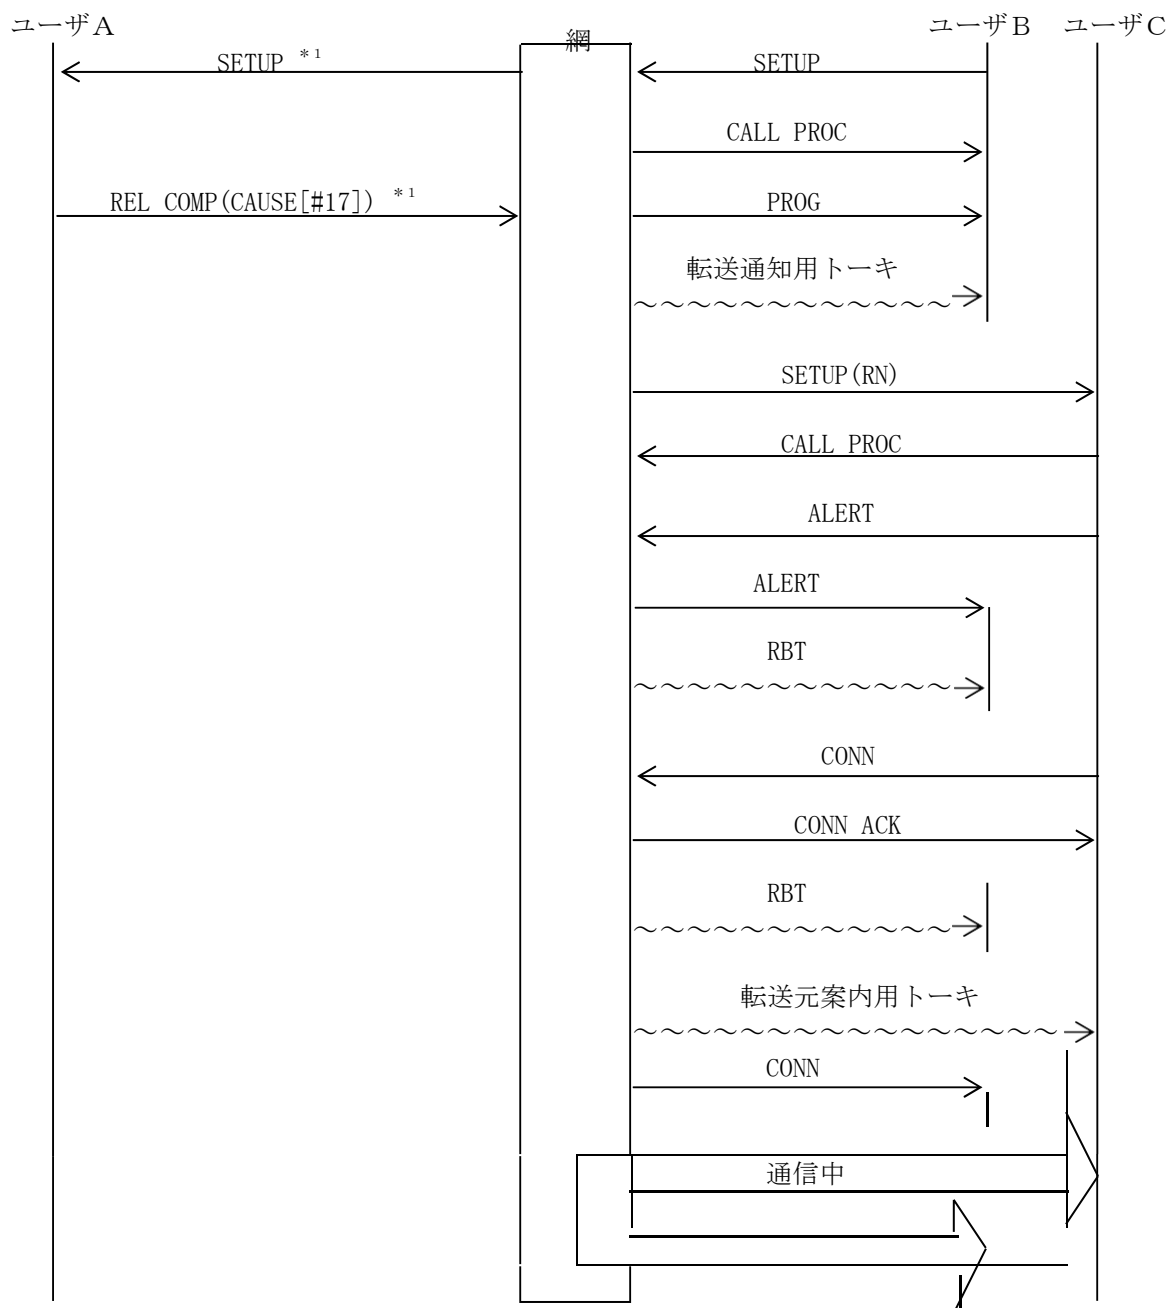 ユーザA
網
ユーザB
ユーザC
SETUP *1
SETUP
CALL PROC
REL COMP(CAUSE[#17]) *1
PROG
転送通知用トーキ
SETUP(RN)
CALL PROC
ALERT
ALERT
RBT
CONN
CONN ACK
RBT
転送元案内用トーキ
CONN
通信中